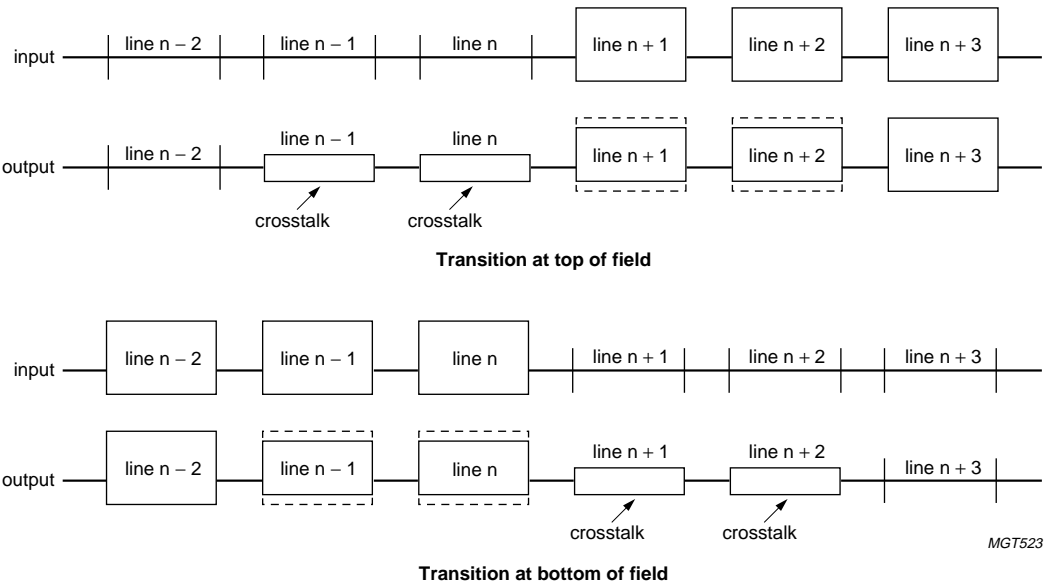 line n − 2 line n − 1 line n line n + 1 line n + 2 line n + 3
input
line n − 2 line n − 1 line n line n + 1 line n + 2 line n + 3
output
crosstalk crosstalk
Transition at top of field
line n − 2 line n − 1 line n line n + 1 line n + 2 line n + 3
input
line n − 2 line n − 1 line n line n + 1 line n + 2 line n + 3
output
crosstalk crosstalk
MGT523
Transition at bottom of field